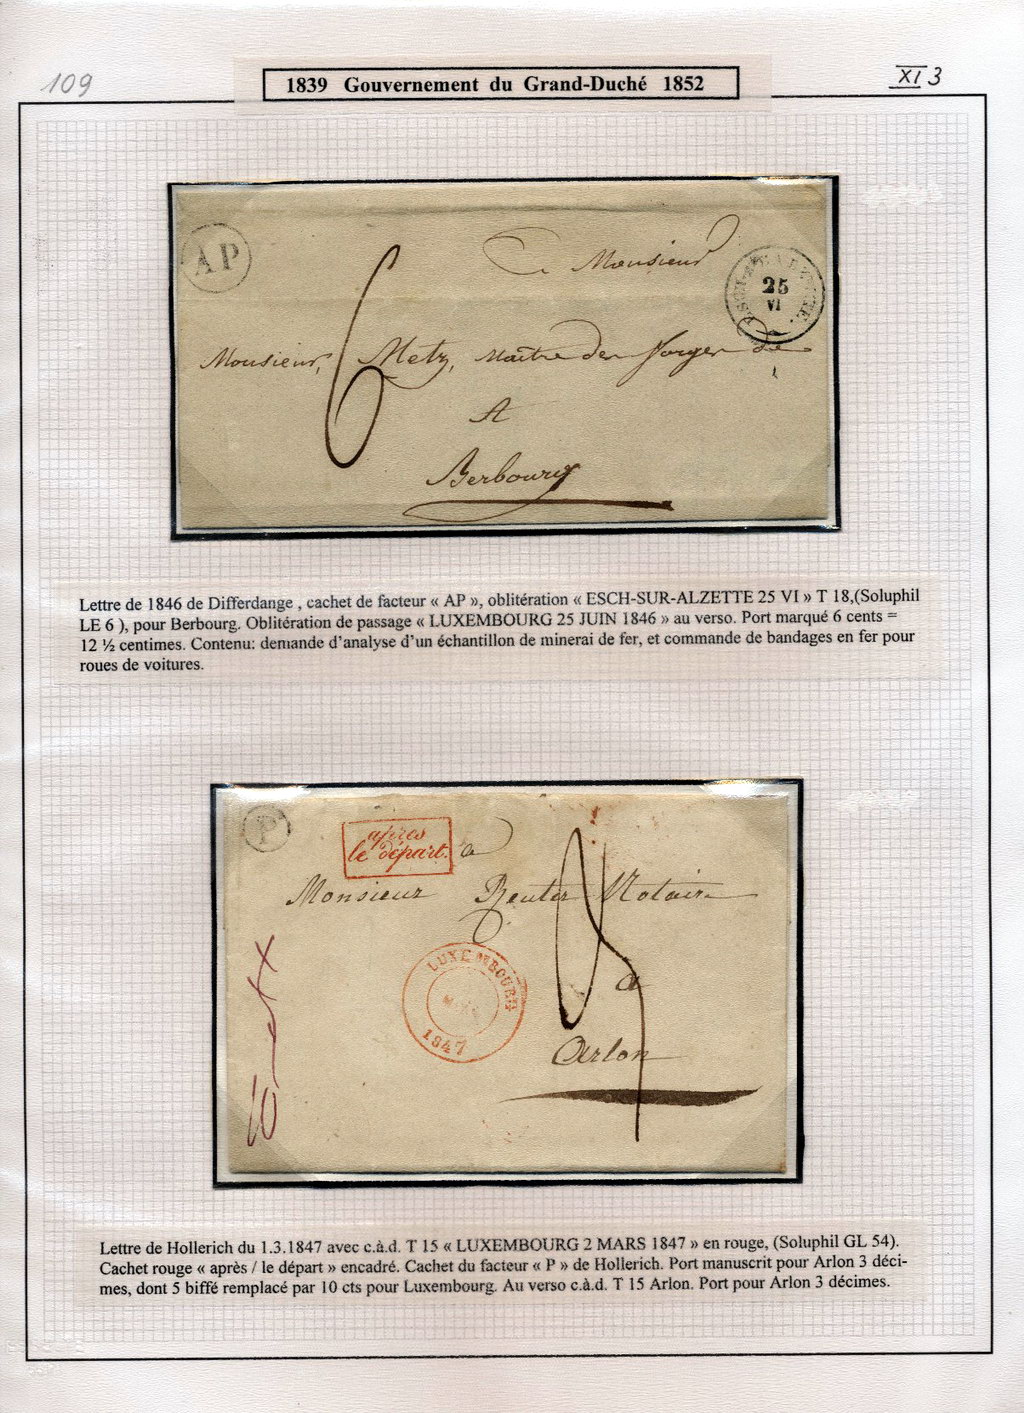 109
1839 Gouvernement du Grand-Duché 1852
XI 3
AP
6
a Monsieur
ESCH-S-ALZETTE.
25
VI
Monsieur, Metz, Maître des forges de
A
Berbourg
Lettre de 1846 de Differdange , cachet de facteur « AP », oblitération « ESCH-SUR-ALZETTE 25 VI » T 18,(Soluphil
LE 6 ), pour Berbourg. Oblitération de passage « LUXEMBOURG 25 JUIN 1846 » au verso. Port marqué 6 cents =
12 ½ centimes. Contenu: demande d'analyse d'un échantillon de minerai de fer, et commande de bandages en fer pour
roues de voitures.
P
après
le départ.
a
Monsieur Reuter Notaire
LUXEMBOURG
MARS
1847
a
Arlon
Lettre de Hollerich du 1.3.1847 avec c.à.d. T 15 « LUXEMBOURG 2 MARS 1847 » en rouge, (Soluphil GL 54).
Cachet rouge « après / le départ » encadré. Cachet du facteur « P » de Hollerich. Port manuscrit pour Arlon 3 déci-
mes, dont 5 biffé remplacé par 10 cts pour Luxembourg. Au verso c.à.d. T 15 Arlon. Port pour Arlon 3 décimes.